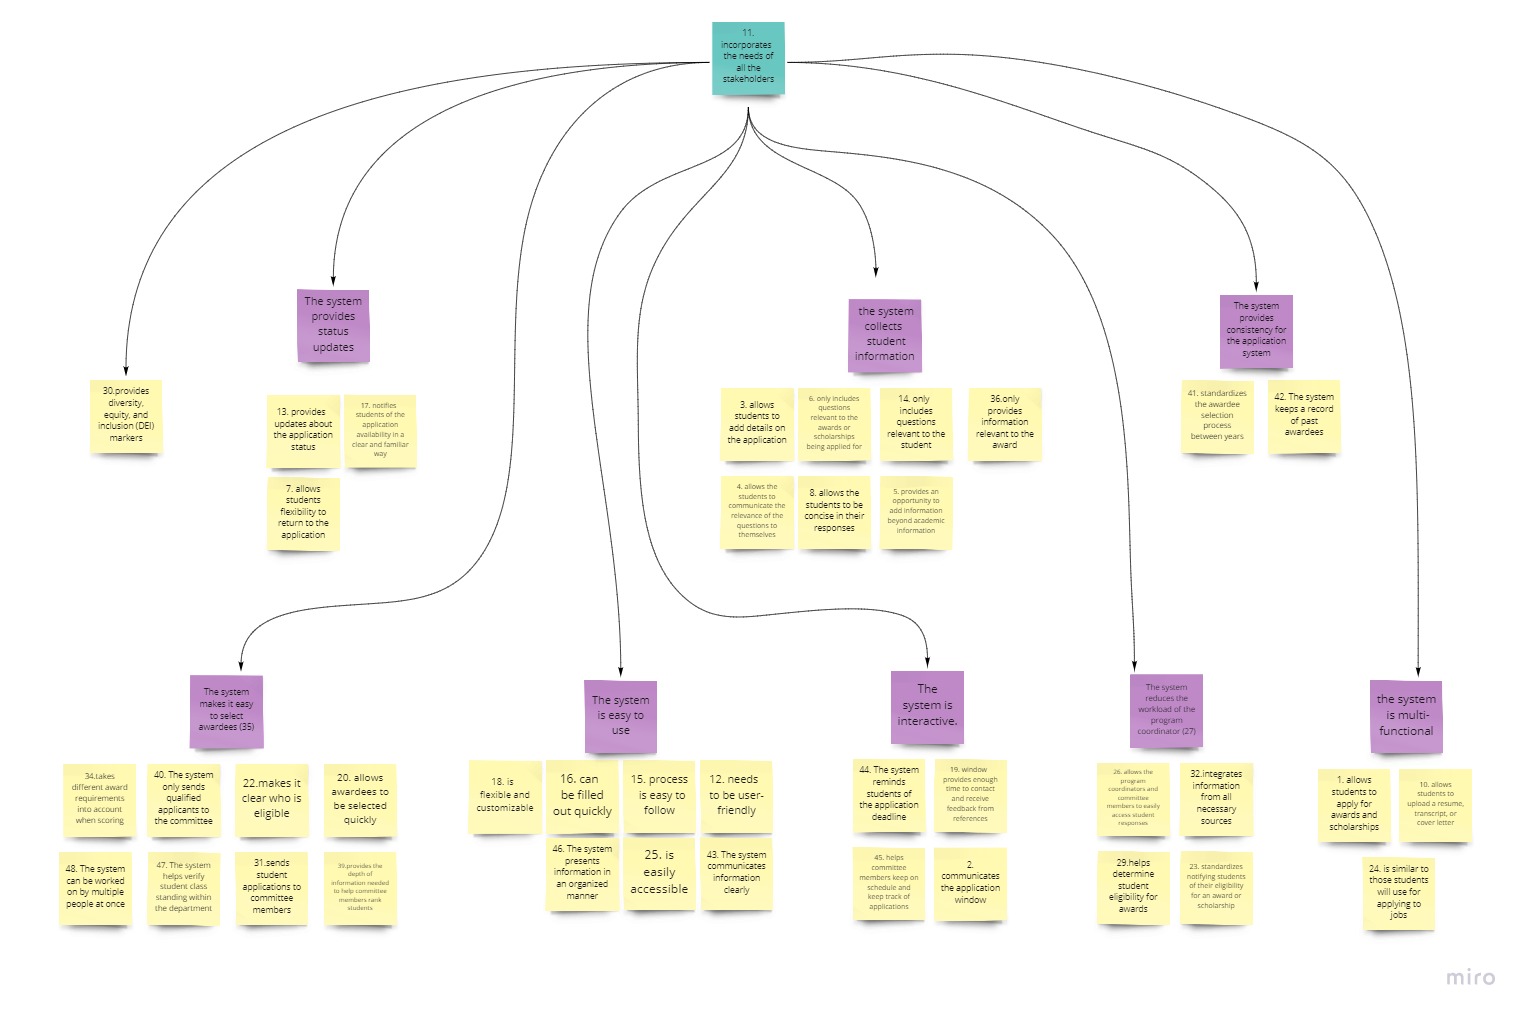 11.
incorporates
the needs of
all the
stakeholders
The system
provides
status
updates
the system
collects
student
information
The system
provides
consistency for
the application
system
30.provides
diversity,
equity, and
inclusion (DEI)
markers
13. provides
updates about
the application
status
17. notifies
students of the
application
availability in a
clear and familiar
way
7. allows
students
flexibility to
return to the
application
3. allows
students to
add details on
the application
6. only includes
questions
relevant to the
awards or
scholarships
being applied for
14. only
includes
questions
relevant to the
student
36.only
provides
information
relevant to the
award
4. allows the
students to
communicate the
relevance of the
questions to
themselves
8. allows the
students to be
concise in their
responses
5. provides an
opportunity to
add information
beyond academic
information
41. standardizes
the awardee
selection
process
between years
42. The system
keeps a record
of past
awardees
The system
makes it easy
to select
awardees (35)
The system
is easy to
use
The
system is
interactive.
The system
reduces the
workload of the
program
coordinator (27)
the system
is multi-
functional
34.takes
different award
requirements
into account
when scoring
40. The system
only sends
qualified
applicants to
the committee
22.makes it
clear who is
eligible
20. allows
awardees to
be selected
quickly
48. The system
can be worked
on by multiple
people at once
47. The system
helps verify
student class
standing within
the department
31.sends
student
applications to
committee
members
39.provides the
depth of
information needed
to help committee
members rank
students
18. is
flexible and
customizable
16. can
be filled
out quickly
15. process
is easy to
follow
12. needs
to be user-
friendly
46. The system
presents
information in
an organized
manner
25. is
easily
accessible
43. The system
communicates
information
clearly
44. The system
reminds
students of
the application
deadline
19. window
provides enough
time to contact
and receive
feedback from
references
45. helps
committee
members keep on
schedule and
keep track of
applications
2.
communicates
the application
window
26. allows the
program
coordinators and
committee
members to easily
access student
responses
32.integrates
information
from all
necessary
sources
29.helps
determine
student
eligibility for
awards
23. standardizes
notifying students
of their eligibility
for an award or
scholarship
1. allows
students to
apply for
awards and
scholarships
10. allows
students to
upload a resume,
transcript, or
cover letter
24. is similar to
those students
will use for
applying to
jobs
miro